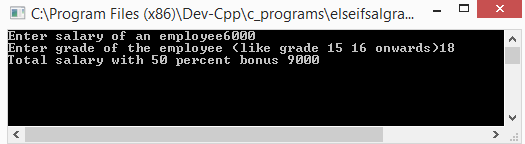 C:\Program Files (x86)\Dev-Cpp\c_programs\elseifsalgra...
Enter salary of an employee6000
Enter grade of the employee (like grade 15 16 onwards)18
Total salary with 50 percent bonus 9000